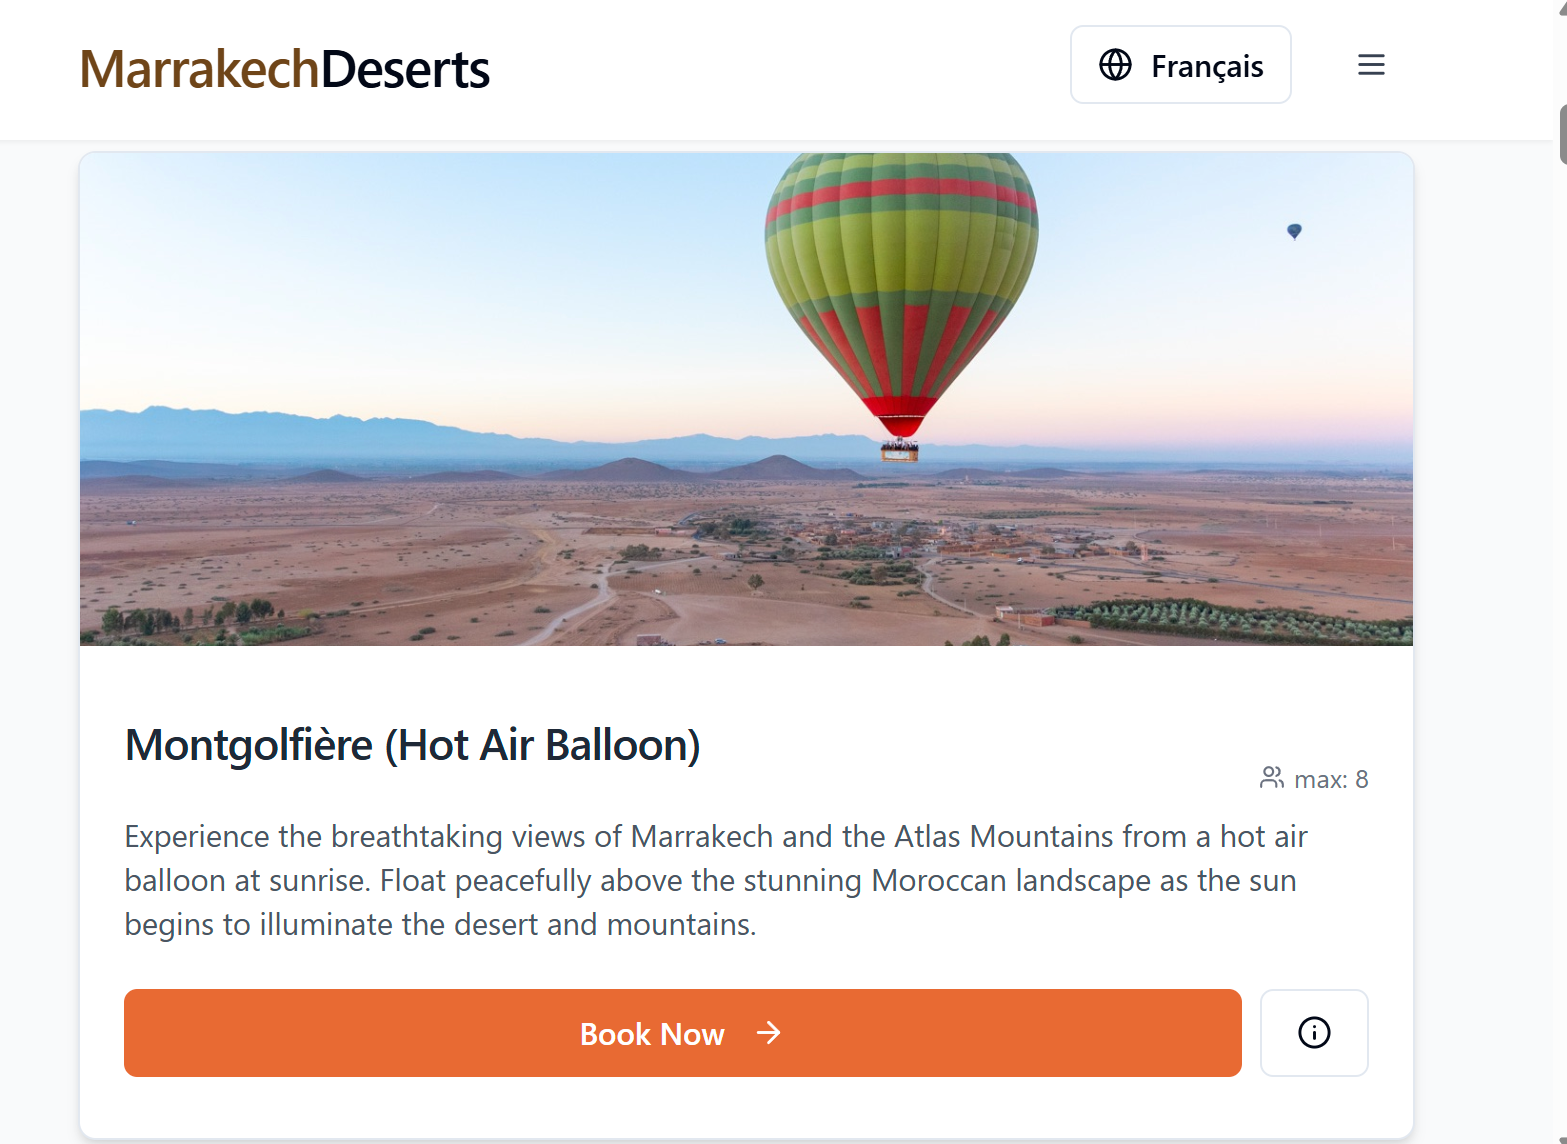 MarrakechDeserts
Français
Montgolfière (Hot Air Balloon)
max: 8
Experience the breathtaking views of Marrakech and the Atlas Mountains from a hot air
balloon at sunrise. Float peacefully above the stunning Moroccan landscape as the sun
begins to illuminate the desert and mountains.
Book Now